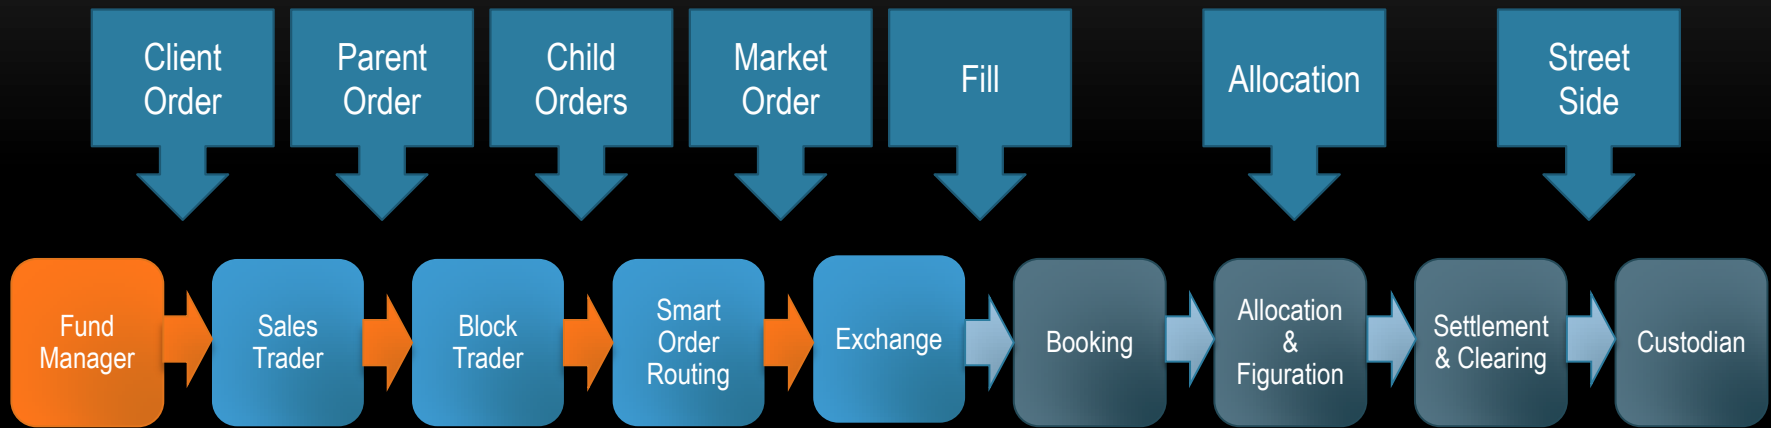 Client
Order
Parent
Order
Child
Orders
Market
Order
Fill
Allocation
Street
Side
Fund
Manager
Sales
Trader
Block
Trader
Smart
Order
Routing
Exchange
Booking
Allocation
&
Figuration
Settlement
& Clearing
Custodian